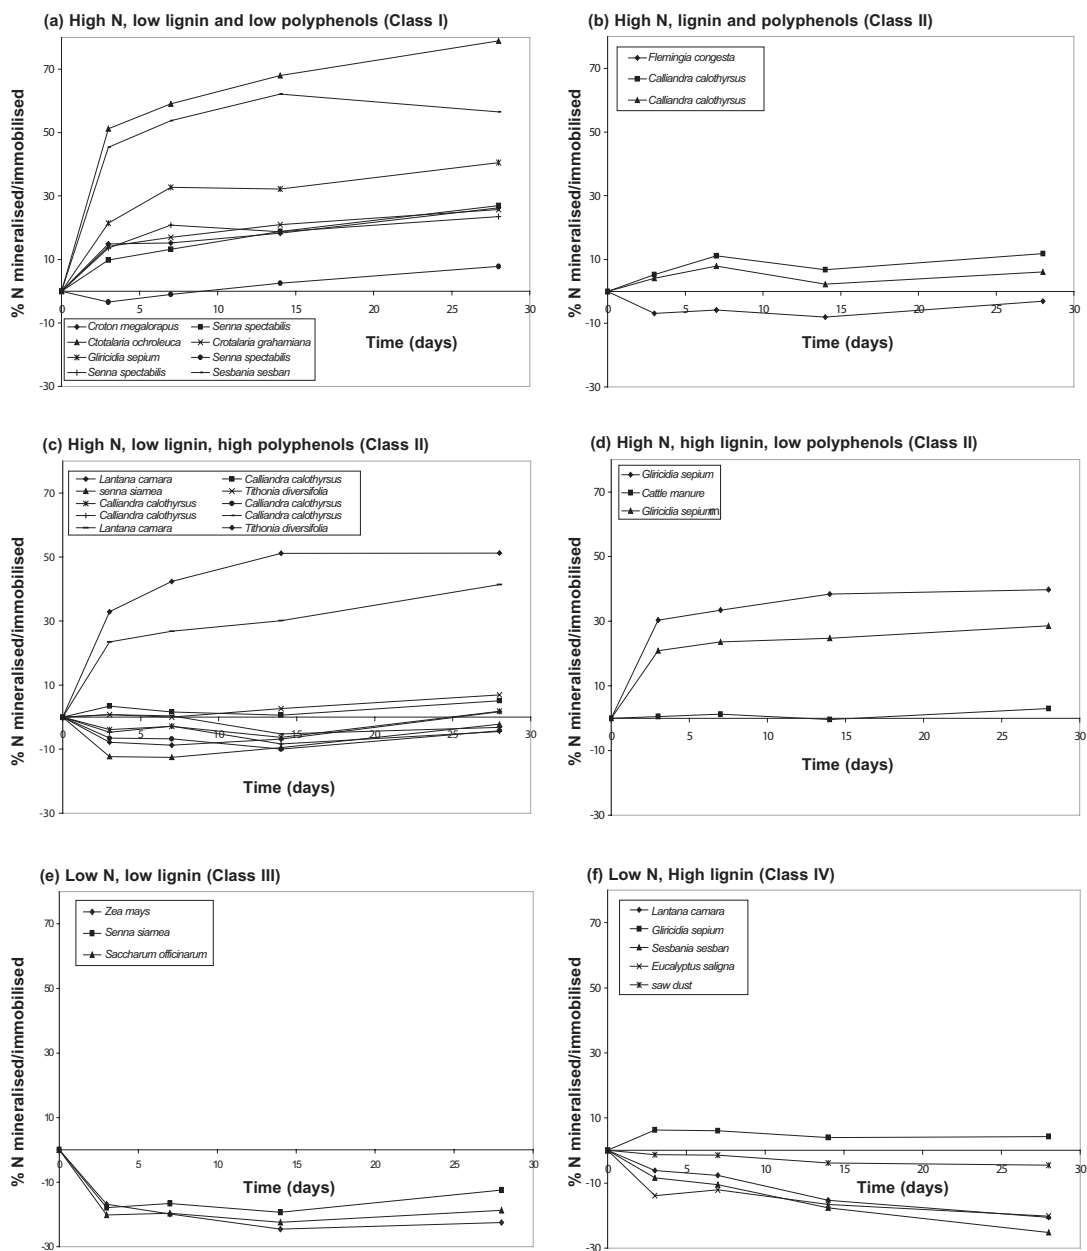 (a) High N, low lignin and low polyphenols (Class I)
% N mineralised/immobilised
70
50
30
10
-10
-30
0 5 10 15 20 25 30
Time (days)
Croton megalorapus Senna spectabilis
Ctotalaria ochroleuca Crotalaria grahamiana
Gliricidia sepium Senna spectabilis
Senna spectabilis Sesbania sesban
(b) High N, lignin and polyphenols (Class II)
% N mineralised/immobilised
70
50
30
10
-10
-30
Flemingia congesta
Calliandra calothyrsus
Calliandra calothyrsus
0 5 10 15 20 25 30
Time (days)
(c) High N, low lignin, high polyphenols (Class II)
% N mineralised/immobilised
70
50
30
10
-10
-30
Lantana camara Calliandra calothyrsus
senna siamea Tithonia diversifolia
Calliandra calothyrsus Calliandra calothyrsus
Calliandra calothyrsus Calliandra calothyrsus
Lantana camara Tithonia diversifolia
0 5 10 15 20 25 30
Time (days)
(d) High N, high lignin, low polyphenols (Class II)
% N mineralised/immobilised
70
50
30
10
-10
-30
Gliricidia sepium
Cattle manure
Gliricidia sepium
0 5 10 15 20 25 30
Time (days)
(e) Low N, low lignin (Class III)
% N mineralised/immobilised
70
50
30
10
-10
-30
Zea mays
Senna siamea
Saccharum officinarum
0 5 10 15 20 25 30
Time (days)
(f) Low N, High lignin (Class IV)
% N mineralised/immobilised
70
50
30
10
-10
-30
Lantana camara
Gliricidia sepium
Sesbania sesban
Eucalyptus saligna
saw dust
0 5 10 15 20 25 30
Time (days)